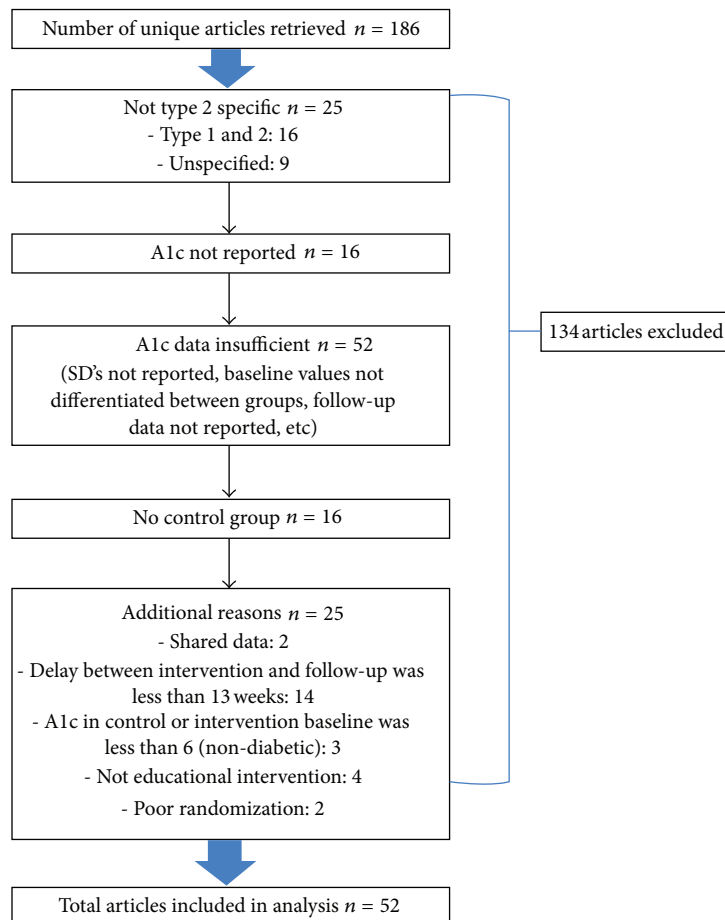 Number of unique articles retrieved n = 186
Not type 2 specific n = 25
- Type 1 and 2: 16
- Unspecified: 9
A1c not reported n = 16
A1c data insufficient n = 52
(SD's not reported, baseline values not
differentiated between groups, follow-up
data not reported, etc)
No control group n = 16
Additional reasons n = 25
- Shared data: 2
- Delay between intervention and follow-up was
less than 13 weeks: 14
- A1c in control or intervention baseline was
less than 6 (non-diabetic): 3
- Not educational intervention: 4
- Poor randomization: 2
134 articles excluded
Total articles included in analysis n = 52